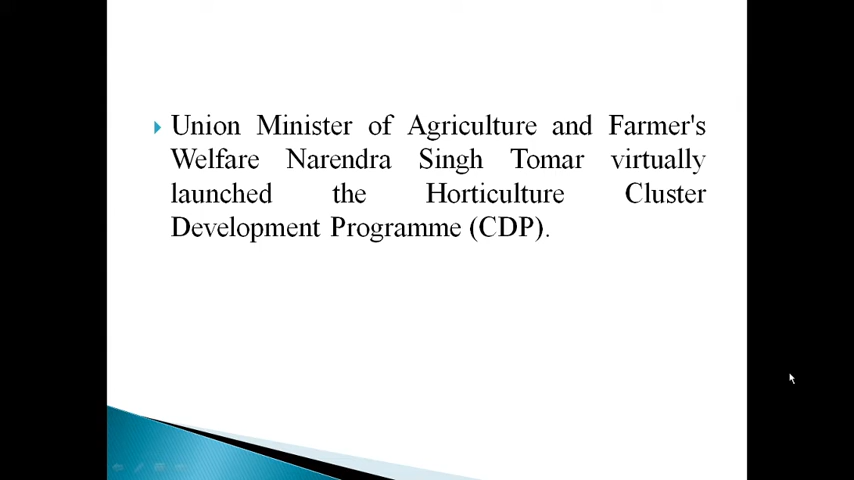 Union Minister of Agriculture and Farmer's
Welfare Narendra Singh Tomar virtually
launched the Horticulture Cluster
Development Programme (CDP).